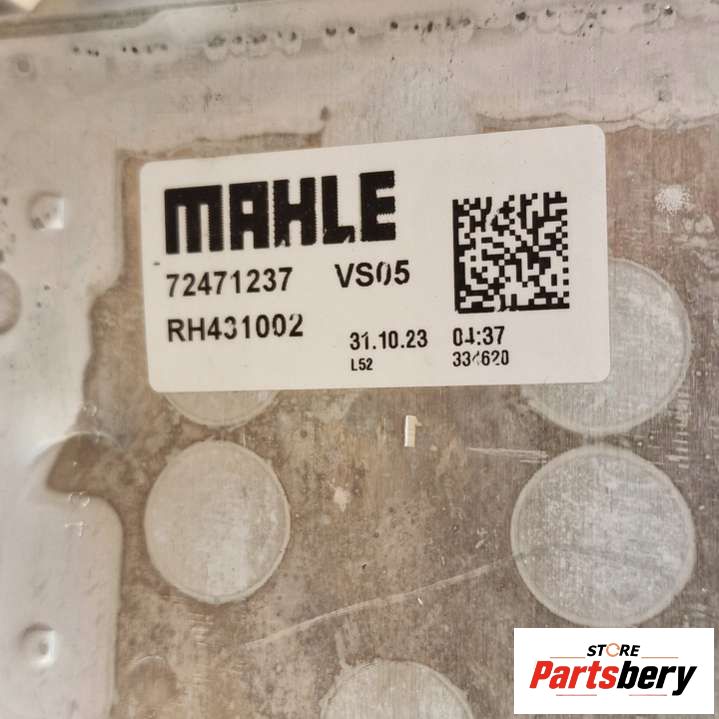 MAHLE
72471237 VS05
RH431002 31.10.23 04:37
L52 334620
STORE
Partsbery